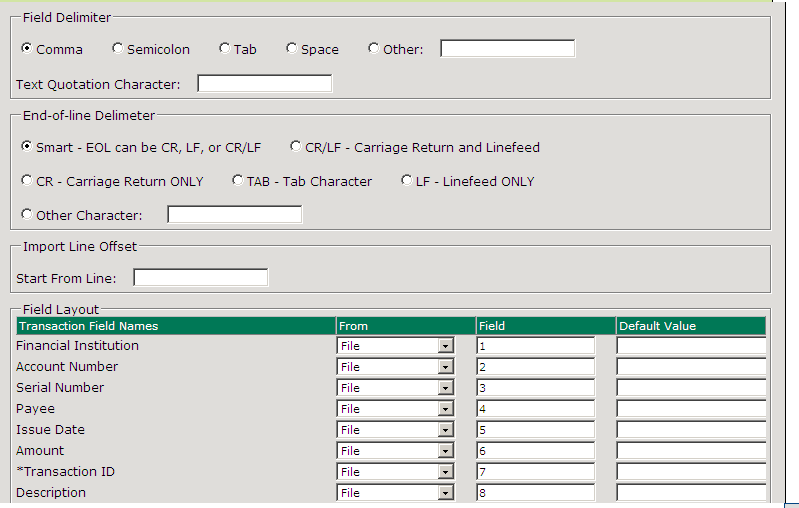 Field Delimiter
Comma Semicolon Tab Space Other:
Text Quotation Character:
End-of-line Delimeter
Smart - EOL can be CR, LF, or CR/LF CR/LF - Carriage Return and Linefeed
CR - Carriage Return ONLY TAB - Tab Character LF - Linefeed ONLY
Other Character:
Import Line Offset
Start From Line:
Field Layout
Transaction Field Names From Field Default Value
Financial Institution File 1
Account Number File 2
Serial Number File 3
Payee File 4
Issue Date File 5
Amount File 6
*Transaction ID File 7
Description File 8